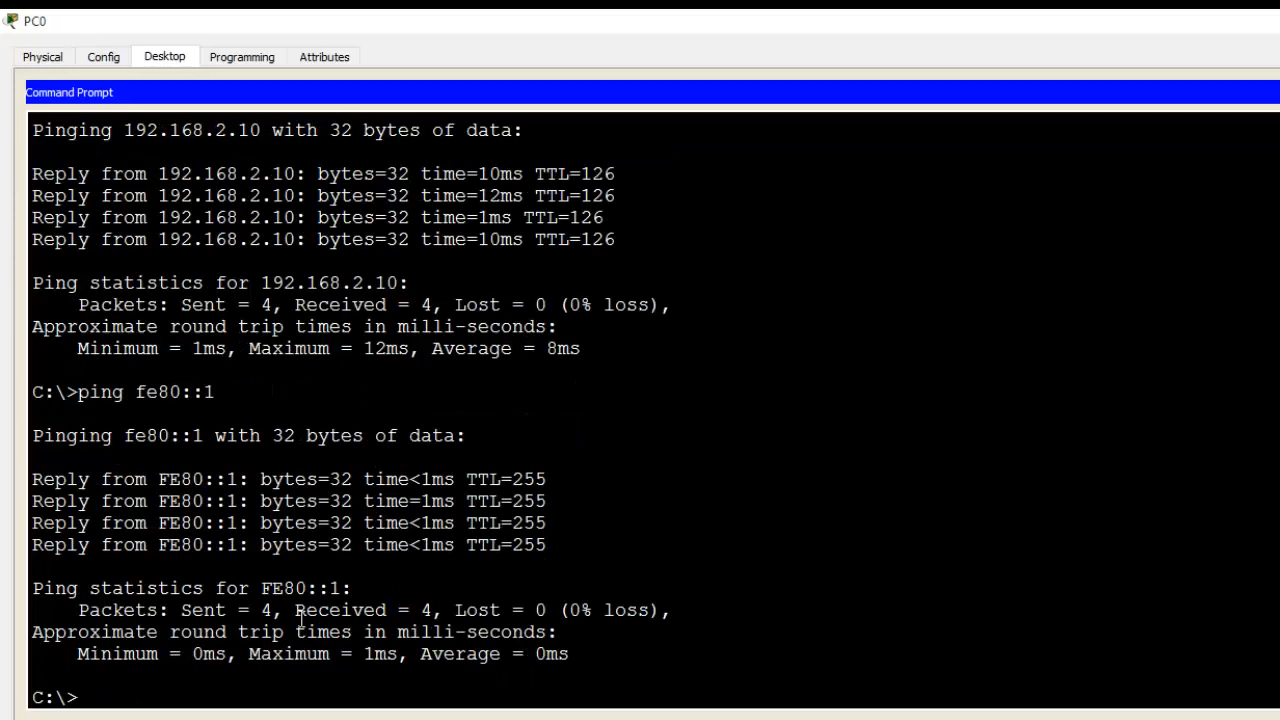 PC0
Physical Config Desktop Programming Attributes
Command Prompt
Pinging 192.168.2.10 with 32 bytes of data:
Reply from 192.168.2.10: bytes=32 time=10ms TTL=126
Reply from 192.168.2.10: bytes=32 time=12ms TTL=126
Reply from 192.168.2.10: bytes=32 time=1ms TTL=126
Reply from 192.168.2.10: bytes=32 time=10ms TTL=126
Ping statistics for 192.168.2.10:
Packets: Sent = 4, Received = 4, Lost = 0 (0% loss),
Approximate round trip times in milli-seconds:
Minimum = 1ms, Maximum = 12ms, Average = 8ms
C:\>ping fe80::1
Pinging fe80::1 with 32 bytes of data:
Reply from FE80::1: bytes=32 time<1ms TTL=255
Reply from FE80::1: bytes=32 time=1ms TTL=255
Reply from FE80::1: bytes=32 time<1ms TTL=255
Reply from FE80::1: bytes=32 time<1ms TTL=255
Ping statistics for FE80::1:
Packets: Sent = 4, Received = 4, Lost = 0 (0% loss),
Approximate round trip times in milli-seconds:
Minimum = 0ms, Maximum = 1ms, Average = 0ms
C:\>